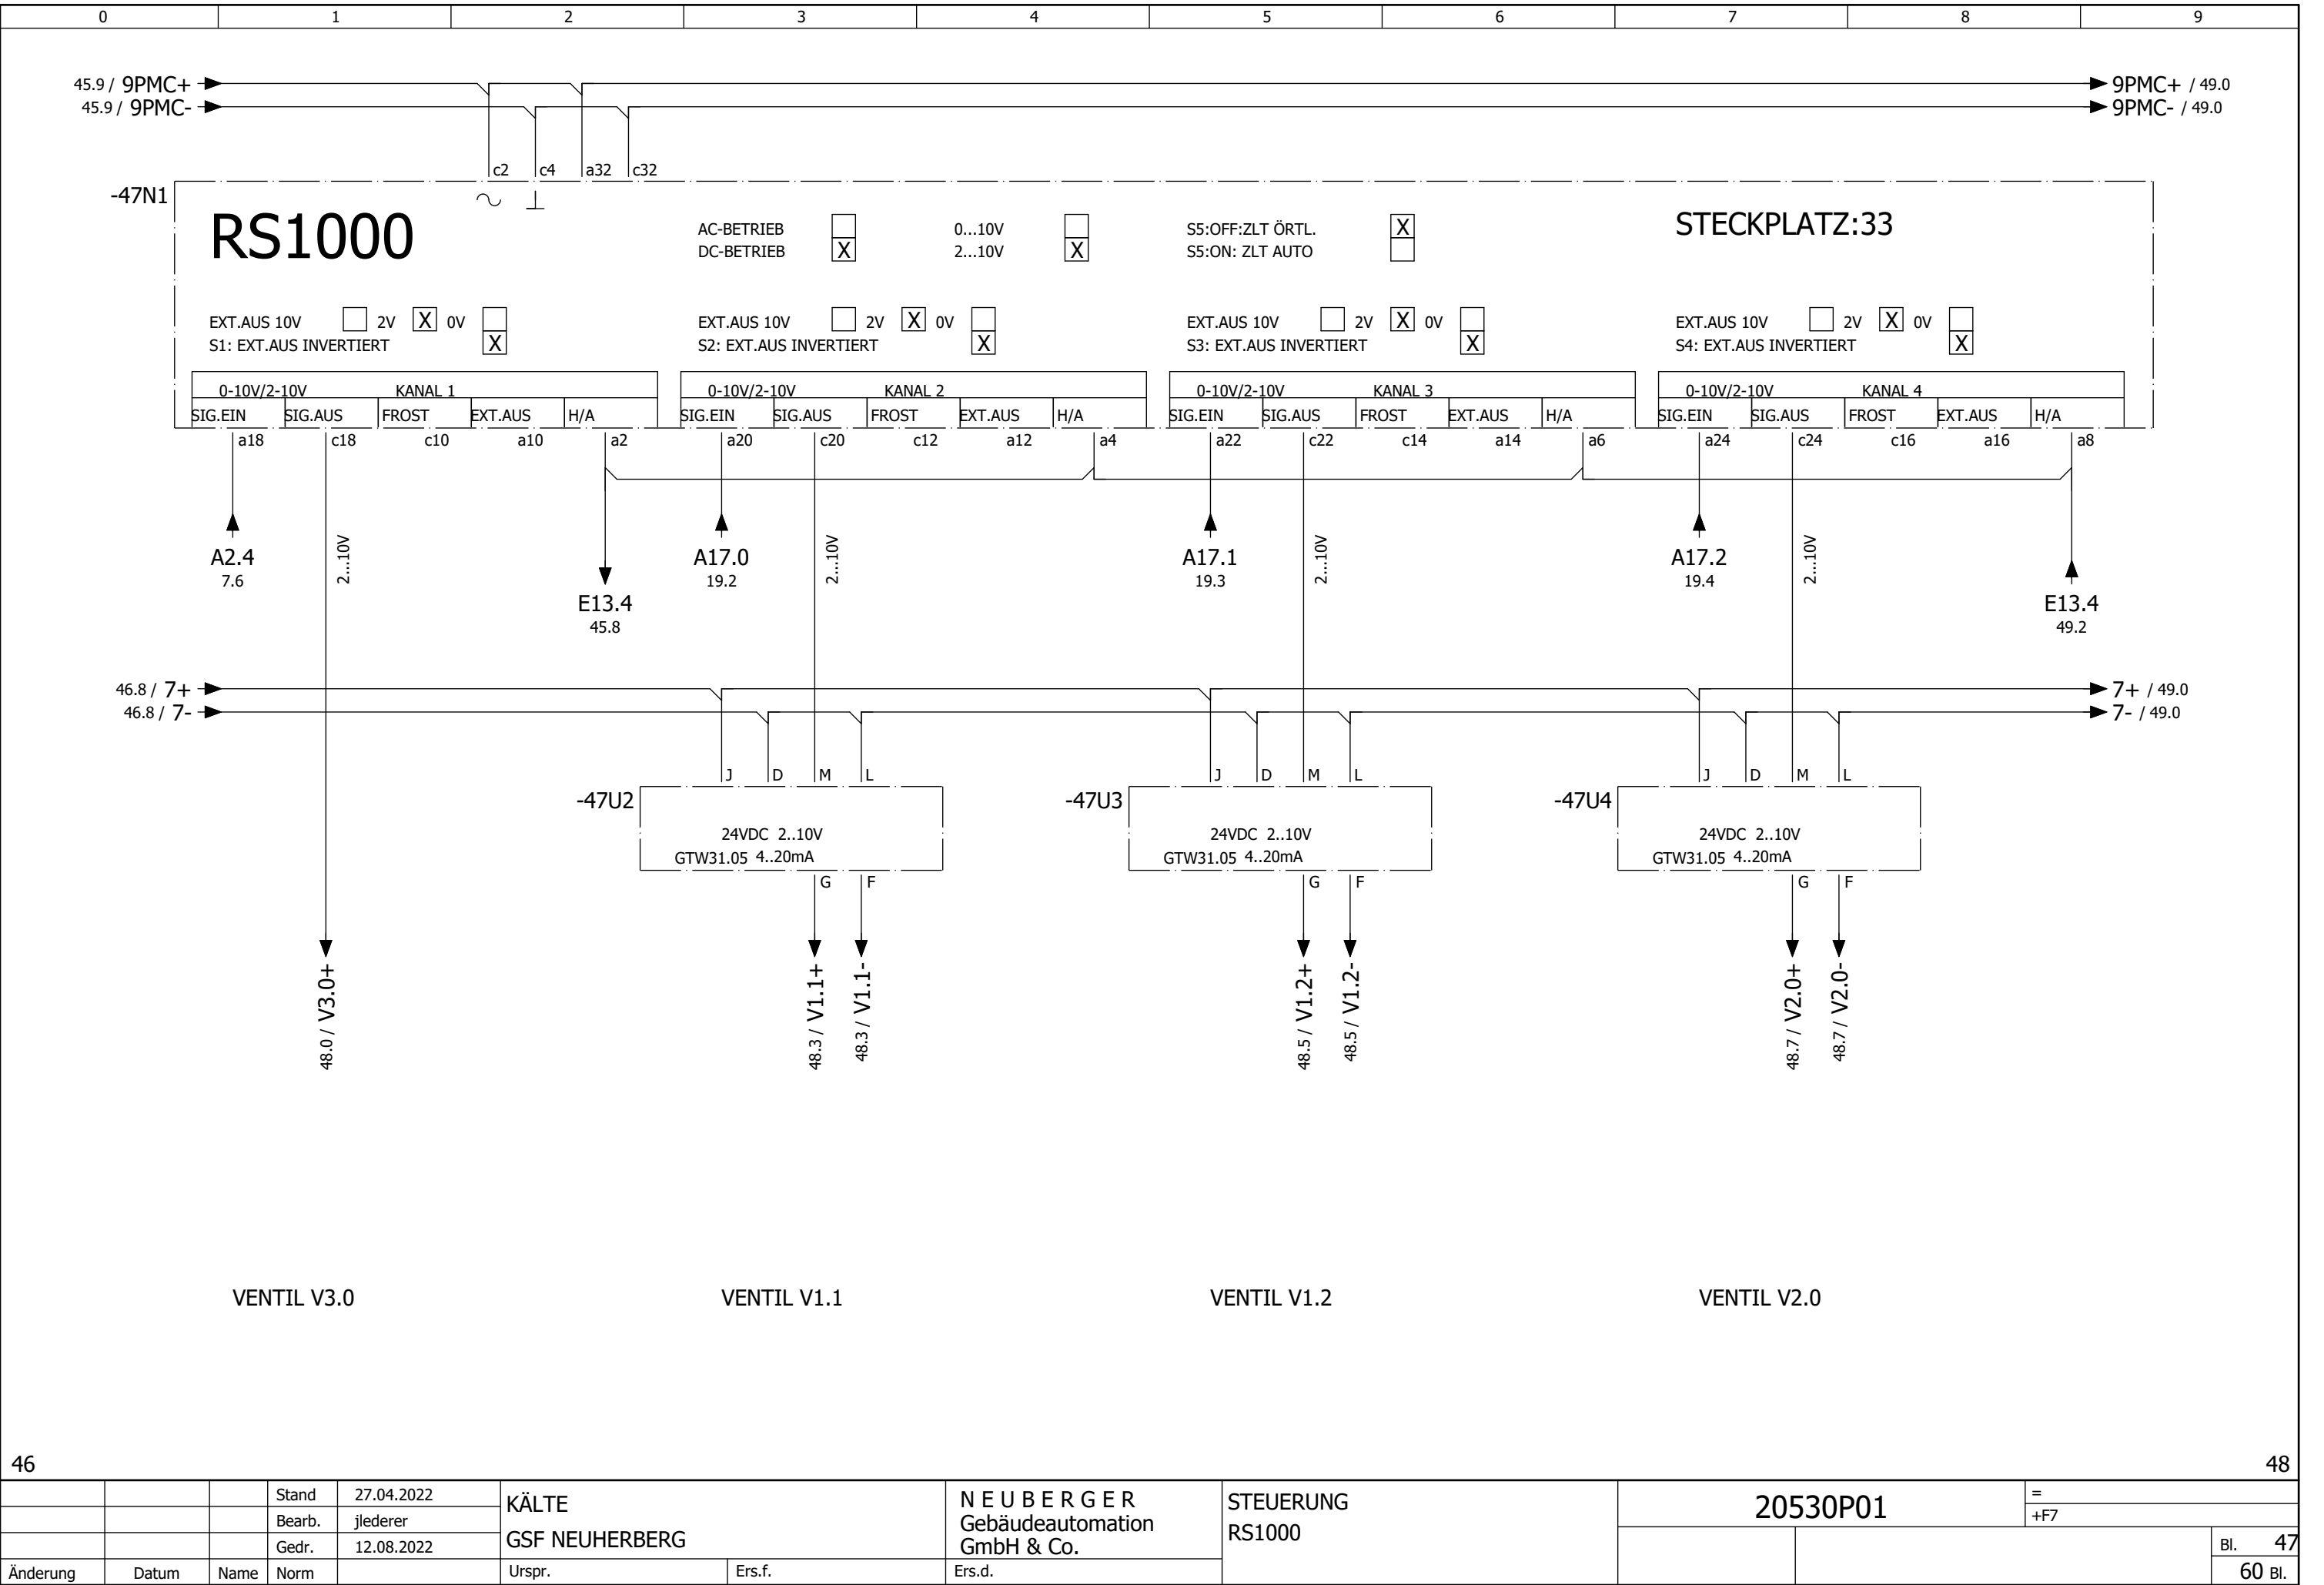 0 1 2 3 4 5 6 7 8 9
45.9 / 9PMC+ 9PMC+ / 49.0
45.9 / 9PMC- 9PMC- / 49.0
c2 c4 a32 c32
-47N1
RS1000
AC-BETRIEB 0...10V S5:OFF:ZLT ÖRTL. X
DC-BETRIEB X 2...10V X S5:ON: ZLT AUTO
STECKPLATZ:33
EXT.AUS 10V 2V X 0V EXT.AUS 10V 2V X 0V EXT.AUS 10V 2V X 0V EXT.AUS 10V 2V X 0V
S1: EXT.AUS INVERTIERT X S2: EXT.AUS INVERTIERT X S3: EXT.AUS INVERTIERT X S4: EXT.AUS INVERTIERT X
0-10V/2-10V KANAL 1 0-10V/2-10V KANAL 2 0-10V/2-10V KANAL 3 0-10V/2-10V KANAL 4
SIG.EIN SIG.AUS FROST EXT.AUS H/A SIG.EIN SIG.AUS FROST EXT.AUS H/A SIG.EIN SIG.AUS FROST EXT.AUS H/A SIG.EIN SIG.AUS FROST EXT.AUS H/A
a18 c18 c10 a10 a2 a20 c20 c12 a12 a4 a22 c22 c14 a14 a6 a24 c24 c16 a16 a8
2...10V 2...10V 2...10V 2...10V
A2.4 A17.0 A17.1 A17.2
7.6 19.2 19.3 19.4
E13.4 E13.4
45.8 49.2
46.8 / 7+ 7+ / 49.0
46.8 / 7- 7- / 49.0
J D M L J D M L J D M L
-47U2 -47U3 -47U4
24VDC 2..10V 24VDC 2..10V 24VDC 2..10V
GTW31.05 4..20mA GTW31.05 4..20mA GTW31.05 4..20mA
G F G F G F
48.0 / V3.0+
48.3 / V1.1+
48.3 / V1.1-
48.5 / V1.2+
48.5 / V1.2-
48.7 / V2.0+
48.7 / V2.0-
VENTIL V3.0 VENTIL V1.1 VENTIL V1.2 VENTIL V2.0
46 48
Stand 27.04.2022
Bearb. jlederer
Gedr. 12.08.2022
Änderung Datum Name Norm
KÄLTE
GSF NEUHERBERG
Urspr. Ers.f. Ers.d.
NEUBERGER
Gebäudeautomation
GmbH & Co.
STEUERUNG
RS1000
20530P01
=
+F7
Bl. 47
60 Bl.